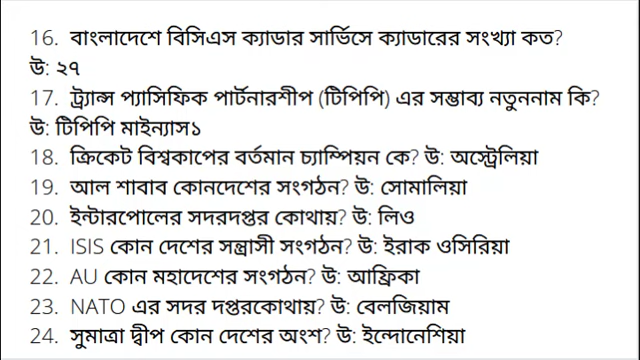 16. বাংলাদেশে বিসিএস ক্যাডার সার্ভিসে ক্যাডারের সংখ্যা কত?
উ: ২৭
17. ট্র্যান্স প্যাসিফিক পার্টনারশীপ (টিপিপি) এর সম্ভাব্য নতুননাম কি?
উ: টিপিপি মাইন্যাস১
18. ক্রিকেট বিশ্বকাপের বর্তমান চ্যাম্পিয়ন কে? উ: অস্ট্রেলিয়া
19. আল শাবাব কোনদেশের সংগঠন? উ: সোমালিয়া
20. ইন্টারপোলের সদরদপ্তর কোথায়? উ: লিও
21. ISIS কোন দেশের সন্ত্রাসী সংগঠন? উ: ইরাক ওসিরিয়া
22. AU কোন মহাদেশের সংগঠন? উ: আফ্রিকা
23. NATO এর সদর দপ্তরকোথায়? উ: বেলজিয়াম
24. সুমাত্রা দ্বীপ কোন দেশের অংশ? উ: ইন্দোনেশিয়া